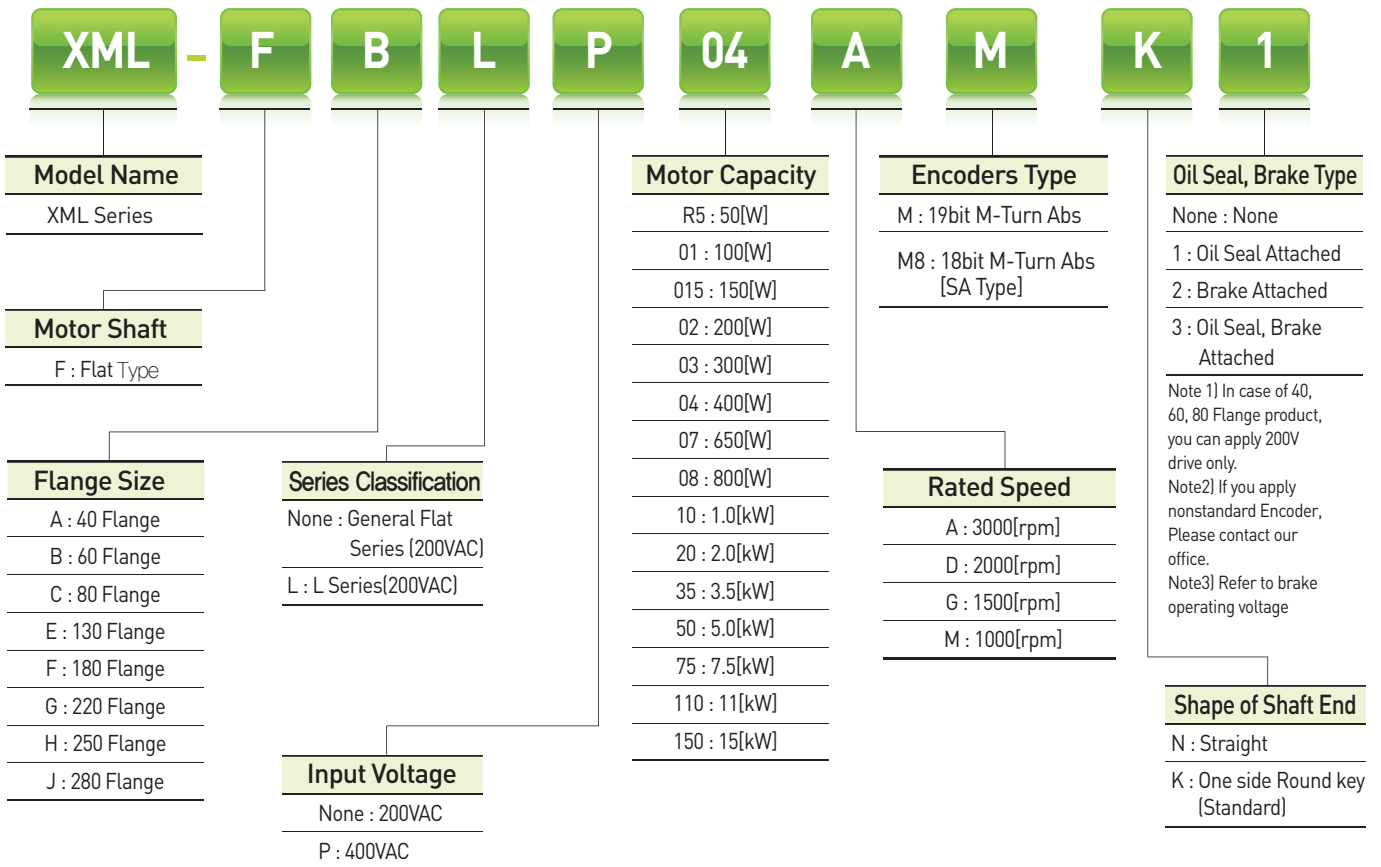 XML - F B L P 04 A M K 1
Model Name
XML Series
Motor Shaft
F : Flat Type
Flange Size
A : 40 Flange
B : 60 Flange
C : 80 Flange
E : 130 Flange
F : 180 Flange
G : 220 Flange
H : 250 Flange
J : 280 Flange
Series Classification
None : General Flat
Series (200VAC)
L : L Series(200VAC)
Input Voltage
None : 200VAC
P : 400VAC
Motor Capacity
R5 : 50[W]
01 : 100[W]
015 : 150[W]
02 : 200[W]
03 : 300[W]
04 : 400[W]
07 : 650[W]
08 : 800[W]
10 : 1.0[kW]
20 : 2.0[kW]
35 : 3.5[kW]
50 : 5.0[kW]
75 : 7.5[kW]
110 : 11[kW]
150 : 15[kW]
Encoders Type
M : 19bit M-Turn Abs
M8 : 18bit M-Turn Abs
[SA Type]
Rated Speed
A : 3000[rpm]
D : 2000[rpm]
G : 1500[rpm]
M : 1000[rpm]
Oil Seal, Brake Type
None : None
1 : Oil Seal Attached
2 : Brake Attached
3 : Oil Seal, Brake
Attached
Note 1) In case of 40,
60, 80 Flange product,
you can apply 200V
drive only.
Note2) If you apply
nonstandard Encoder,
Please contact our
office.
Note3) Refer to brake
operating voltage
Shape of Shaft End
N : Straight
K : One side Round key
(Standard)